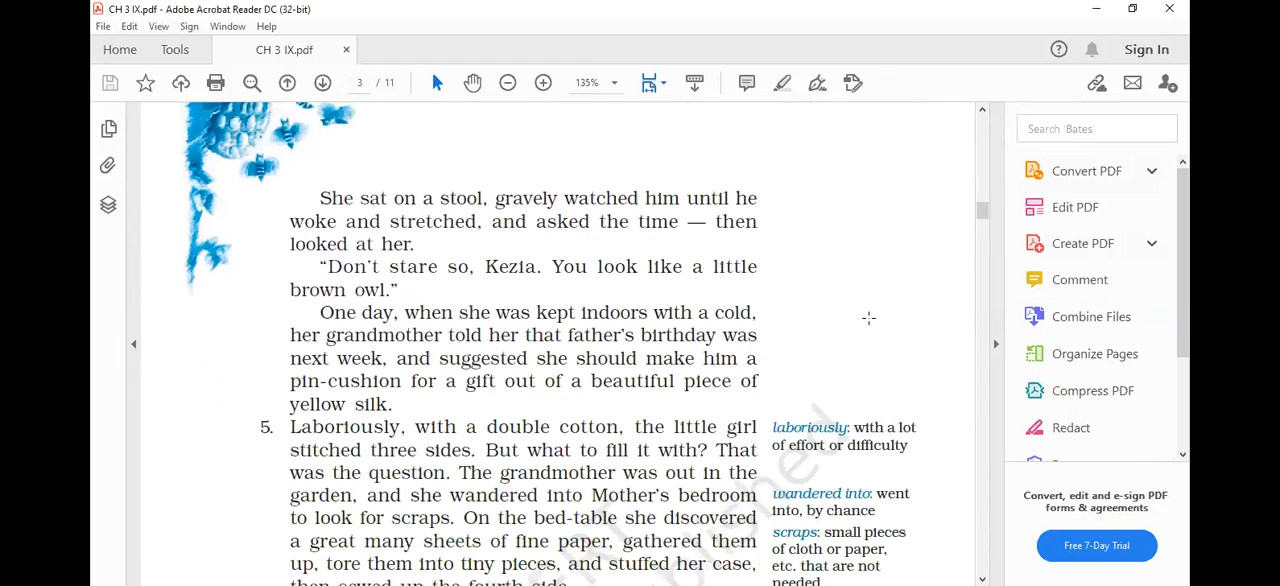 CH 3 IX.pdf - Adobe Acrobat Reader DC (32-bit)
File Edit View Sign Window Help
Home Tools CH 3 IX.pdf × Sign In
3 / 11 135%
Search 'Bates'
Convert PDF
Edit PDF
Create PDF
Comment
Combine Files
Organize Pages
Compress PDF
Redact
Convert, edit and e-sign PDF
forms & agreements
Free 7-Day Trial
She sat on a stool, gravely watched him until he
woke and stretched, and asked the time — then
looked at her.
“Don’t stare so, Kezia. You look like a little
brown owl.”
One day, when she was kept indoors with a cold,
her grandmother told her that father’s birthday was
next week, and suggested she should make him a
pin-cushion for a gift out of a beautiful piece of
yellow silk.
5. Laboriously, with a double cotton, the little girl
stitched three sides. But what to fill it with? That
was the question. The grandmother was out in the
garden, and she wandered into Mother’s bedroom
to look for scraps. On the bed-table she discovered
a great many sheets of fine paper, gathered them
up, tore them into tiny pieces, and stuffed her case,
then sewed up the fourth side.
laboriously: with a lot
of effort or difficulty
wandered into: went
into, by chance
scraps: small pieces
of cloth or paper,
etc. that are not
needed